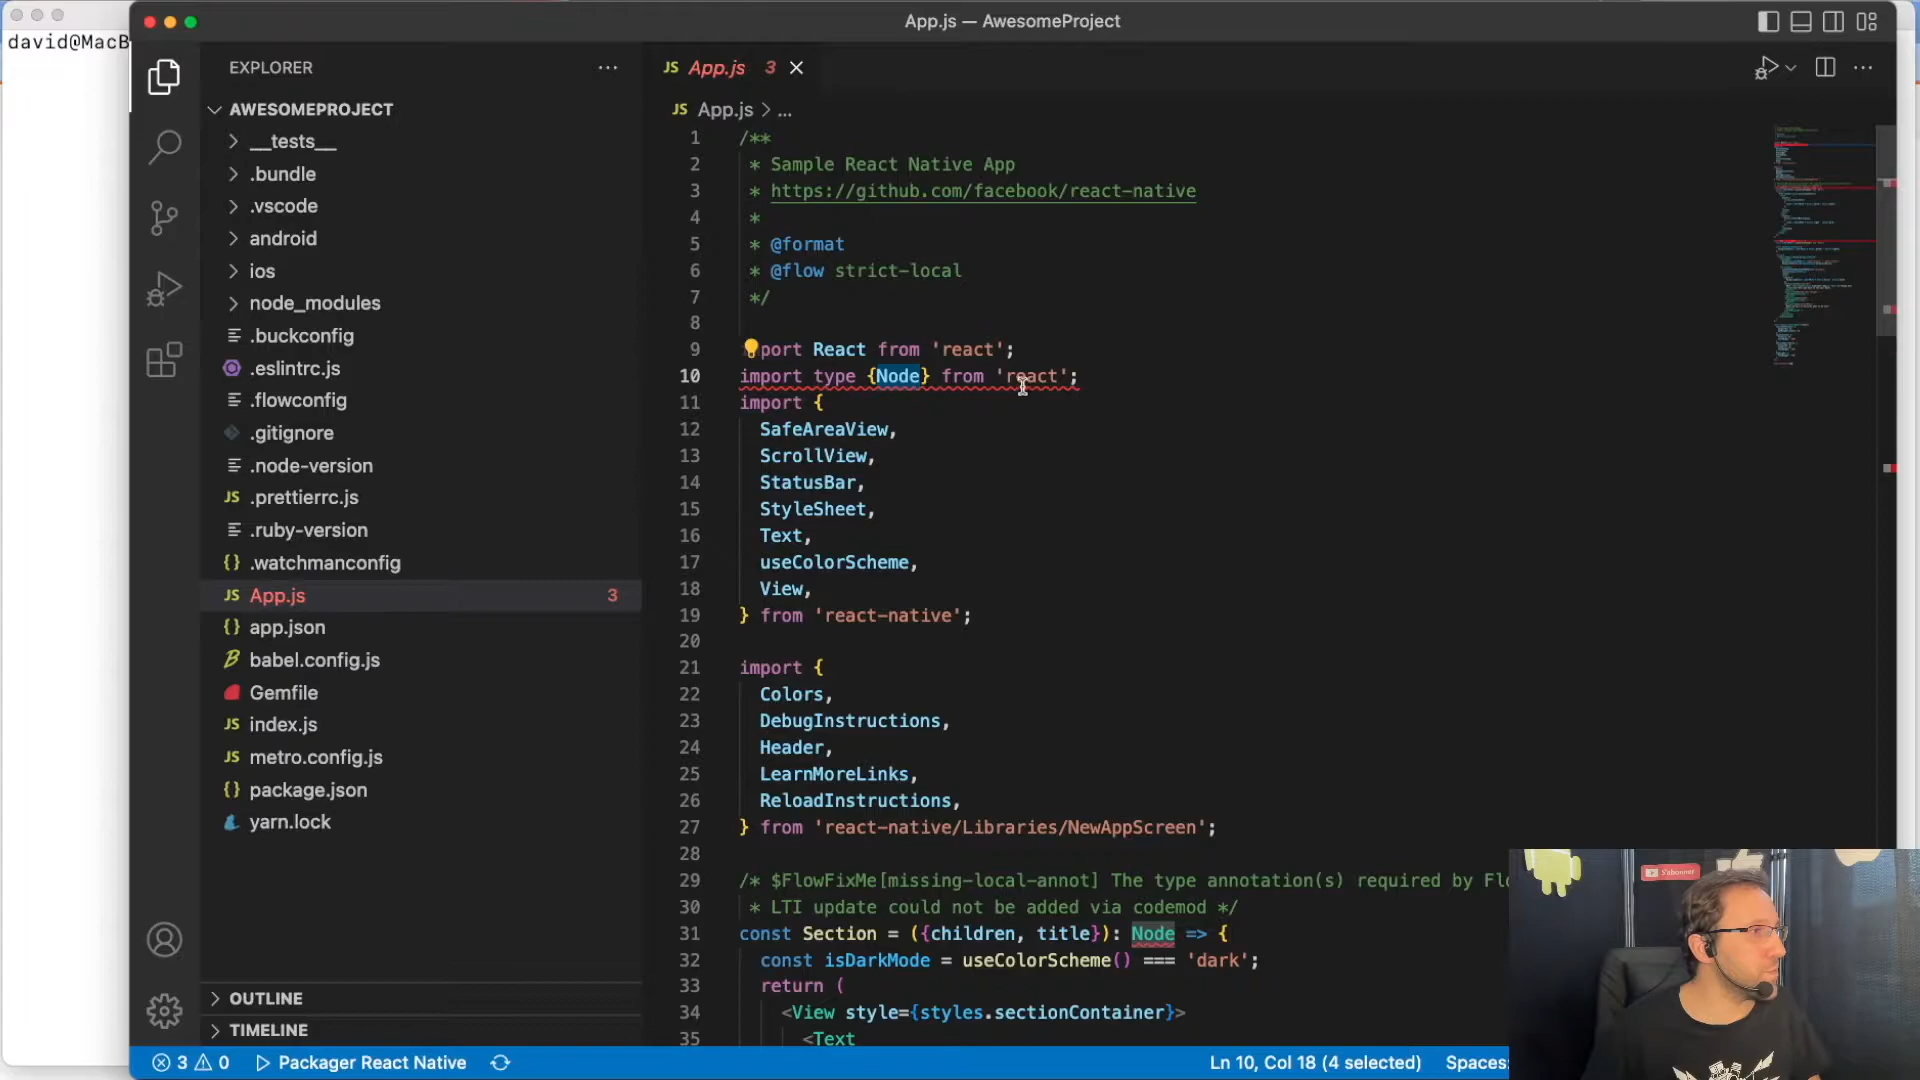 david@MacB
App.js — AwesomeProject
EXPLORER
AWESOMEPROJECT
__tests__
.bundle
.vscode
android
ios
node_modules
.buckconfig
.eslintrc.js
.flowconfig
.gitignore
.node-version
JS .prettierrc.js
.ruby-version
{} .watchmanconfig
JS App.js 3
{} app.json
babel.config.js
Gemfile
JS index.js
JS metro.config.js
{} package.json
yarn.lock
OUTLINE
TIMELINE
JS App.js 3
JS App.js > ...
1 /**
2 * Sample React Native App
3 * https://github.com/facebook/react-native
4 *
5 * @format
6 * @flow strict-local
7 */
8
9 port React from 'react';
10 import type {Node} from 'react';
11 import {
12 SafeAreaView,
13 ScrollView,
14 StatusBar,
15 StyleSheet,
16 Text,
17 useColorScheme,
18 View,
19 } from 'react-native';
20
21 import {
22 Colors,
23 DebugInstructions,
24 Header,
25 LearnMoreLinks,
26 ReloadInstructions,
27 } from 'react-native/Libraries/NewAppScreen';
28
29 /* $FlowFixMe[missing-local-annot] The type annotation(s) required by Fl
30 * LTI update could not be added via codemod */
31 const Section = ({children, title}): Node => {
32 const isDarkMode = useColorScheme() === 'dark';
33 return (
34 <View style={styles.sectionContainer}>
35 <Text
S'abonner
3 0 Packager React Native
Ln 10, Col 18 (4 selected) Spaces: